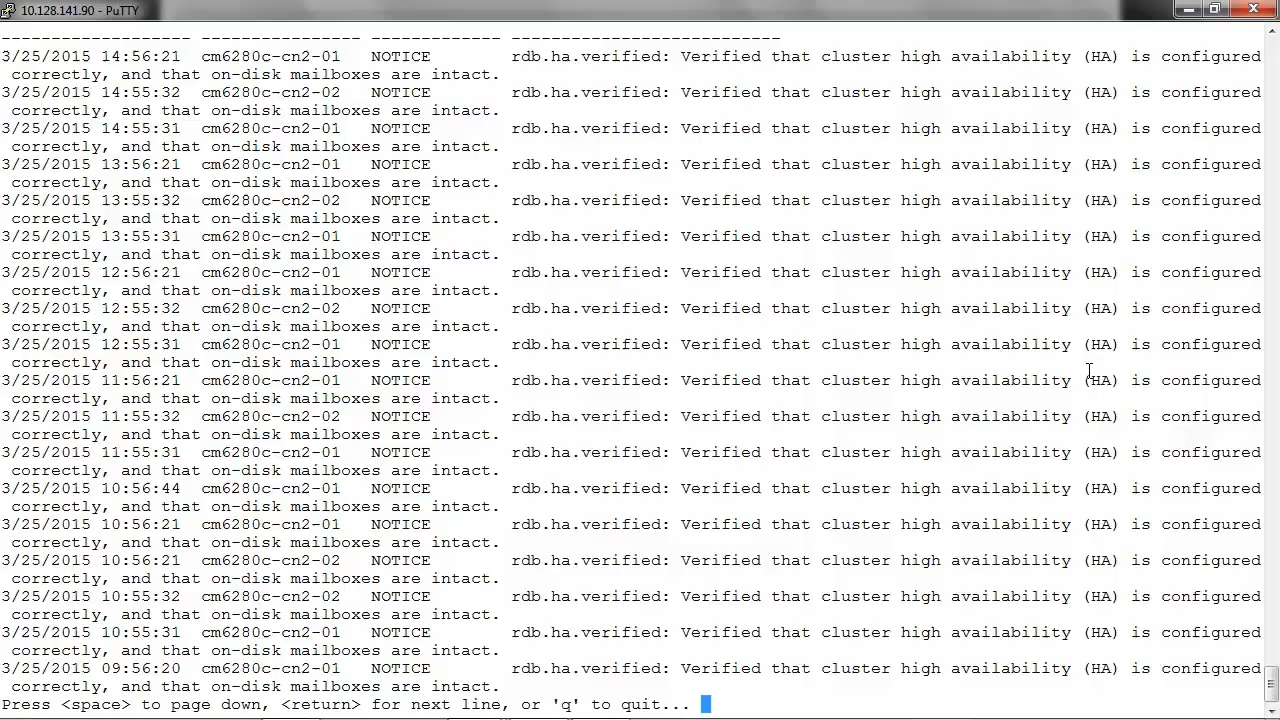 10.128.141.90 - PuTTY
------------------- ---------------- ------------- ---------------------------
3/25/2015 14:56:21  cm6280c-cn2-01   NOTICE        rdb.ha.verified: Verified that cluster high availability (HA) is configured
 correctly, and that on-disk mailboxes are intact.
3/25/2015 14:55:32  cm6280c-cn2-02   NOTICE        rdb.ha.verified: Verified that cluster high availability (HA) is configured
 correctly, and that on-disk mailboxes are intact.
3/25/2015 14:55:31  cm6280c-cn2-01   NOTICE        rdb.ha.verified: Verified that cluster high availability (HA) is configured
 correctly, and that on-disk mailboxes are intact.
3/25/2015 13:56:21  cm6280c-cn2-01   NOTICE        rdb.ha.verified: Verified that cluster high availability (HA) is configured
 correctly, and that on-disk mailboxes are intact.
3/25/2015 13:55:32  cm6280c-cn2-02   NOTICE        rdb.ha.verified: Verified that cluster high availability (HA) is configured
 correctly, and that on-disk mailboxes are intact.
3/25/2015 13:55:31  cm6280c-cn2-01   NOTICE        rdb.ha.verified: Verified that cluster high availability (HA) is configured
 correctly, and that on-disk mailboxes are intact.
3/25/2015 12:56:21  cm6280c-cn2-01   NOTICE        rdb.ha.verified: Verified that cluster high availability (HA) is configured
 correctly, and that on-disk mailboxes are intact.
3/25/2015 12:55:32  cm6280c-cn2-02   NOTICE        rdb.ha.verified: Verified that cluster high availability (HA) is configured
 correctly, and that on-disk mailboxes are intact.
3/25/2015 12:55:31  cm6280c-cn2-01   NOTICE        rdb.ha.verified: Verified that cluster high availability (HA) is configured
 correctly, and that on-disk mailboxes are intact.
3/25/2015 11:56:21  cm6280c-cn2-01   NOTICE        rdb.ha.verified: Verified that cluster high availability (HA) is configured
 correctly, and that on-disk mailboxes are intact.
3/25/2015 11:55:32  cm6280c-cn2-02   NOTICE        rdb.ha.verified: Verified that cluster high availability (HA) is configured
 correctly, and that on-disk mailboxes are intact.
3/25/2015 11:55:31  cm6280c-cn2-01   NOTICE        rdb.ha.verified: Verified that cluster high availability (HA) is configured
 correctly, and that on-disk mailboxes are intact.
3/25/2015 10:56:44  cm6280c-cn2-01   NOTICE        rdb.ha.verified: Verified that cluster high availability (HA) is configured
 correctly, and that on-disk mailboxes are intact.
3/25/2015 10:56:21  cm6280c-cn2-01   NOTICE        rdb.ha.verified: Verified that cluster high availability (HA) is configured
 correctly, and that on-disk mailboxes are intact.
3/25/2015 10:56:21  cm6280c-cn2-02   NOTICE        rdb.ha.verified: Verified that cluster high availability (HA) is configured
 correctly, and that on-disk mailboxes are intact.
3/25/2015 10:55:32  cm6280c-cn2-02   NOTICE        rdb.ha.verified: Verified that cluster high availability (HA) is configured
 correctly, and that on-disk mailboxes are intact.
3/25/2015 10:55:31  cm6280c-cn2-01   NOTICE        rdb.ha.verified: Verified that cluster high availability (HA) is configured
 correctly, and that on-disk mailboxes are intact.
3/25/2015 09:56:20  cm6280c-cn2-01   NOTICE        rdb.ha.verified: Verified that cluster high availability (HA) is configured
 correctly, and that on-disk mailboxes are intact.
Press <space> to page down, <return> for next line, or 'q' to quit...